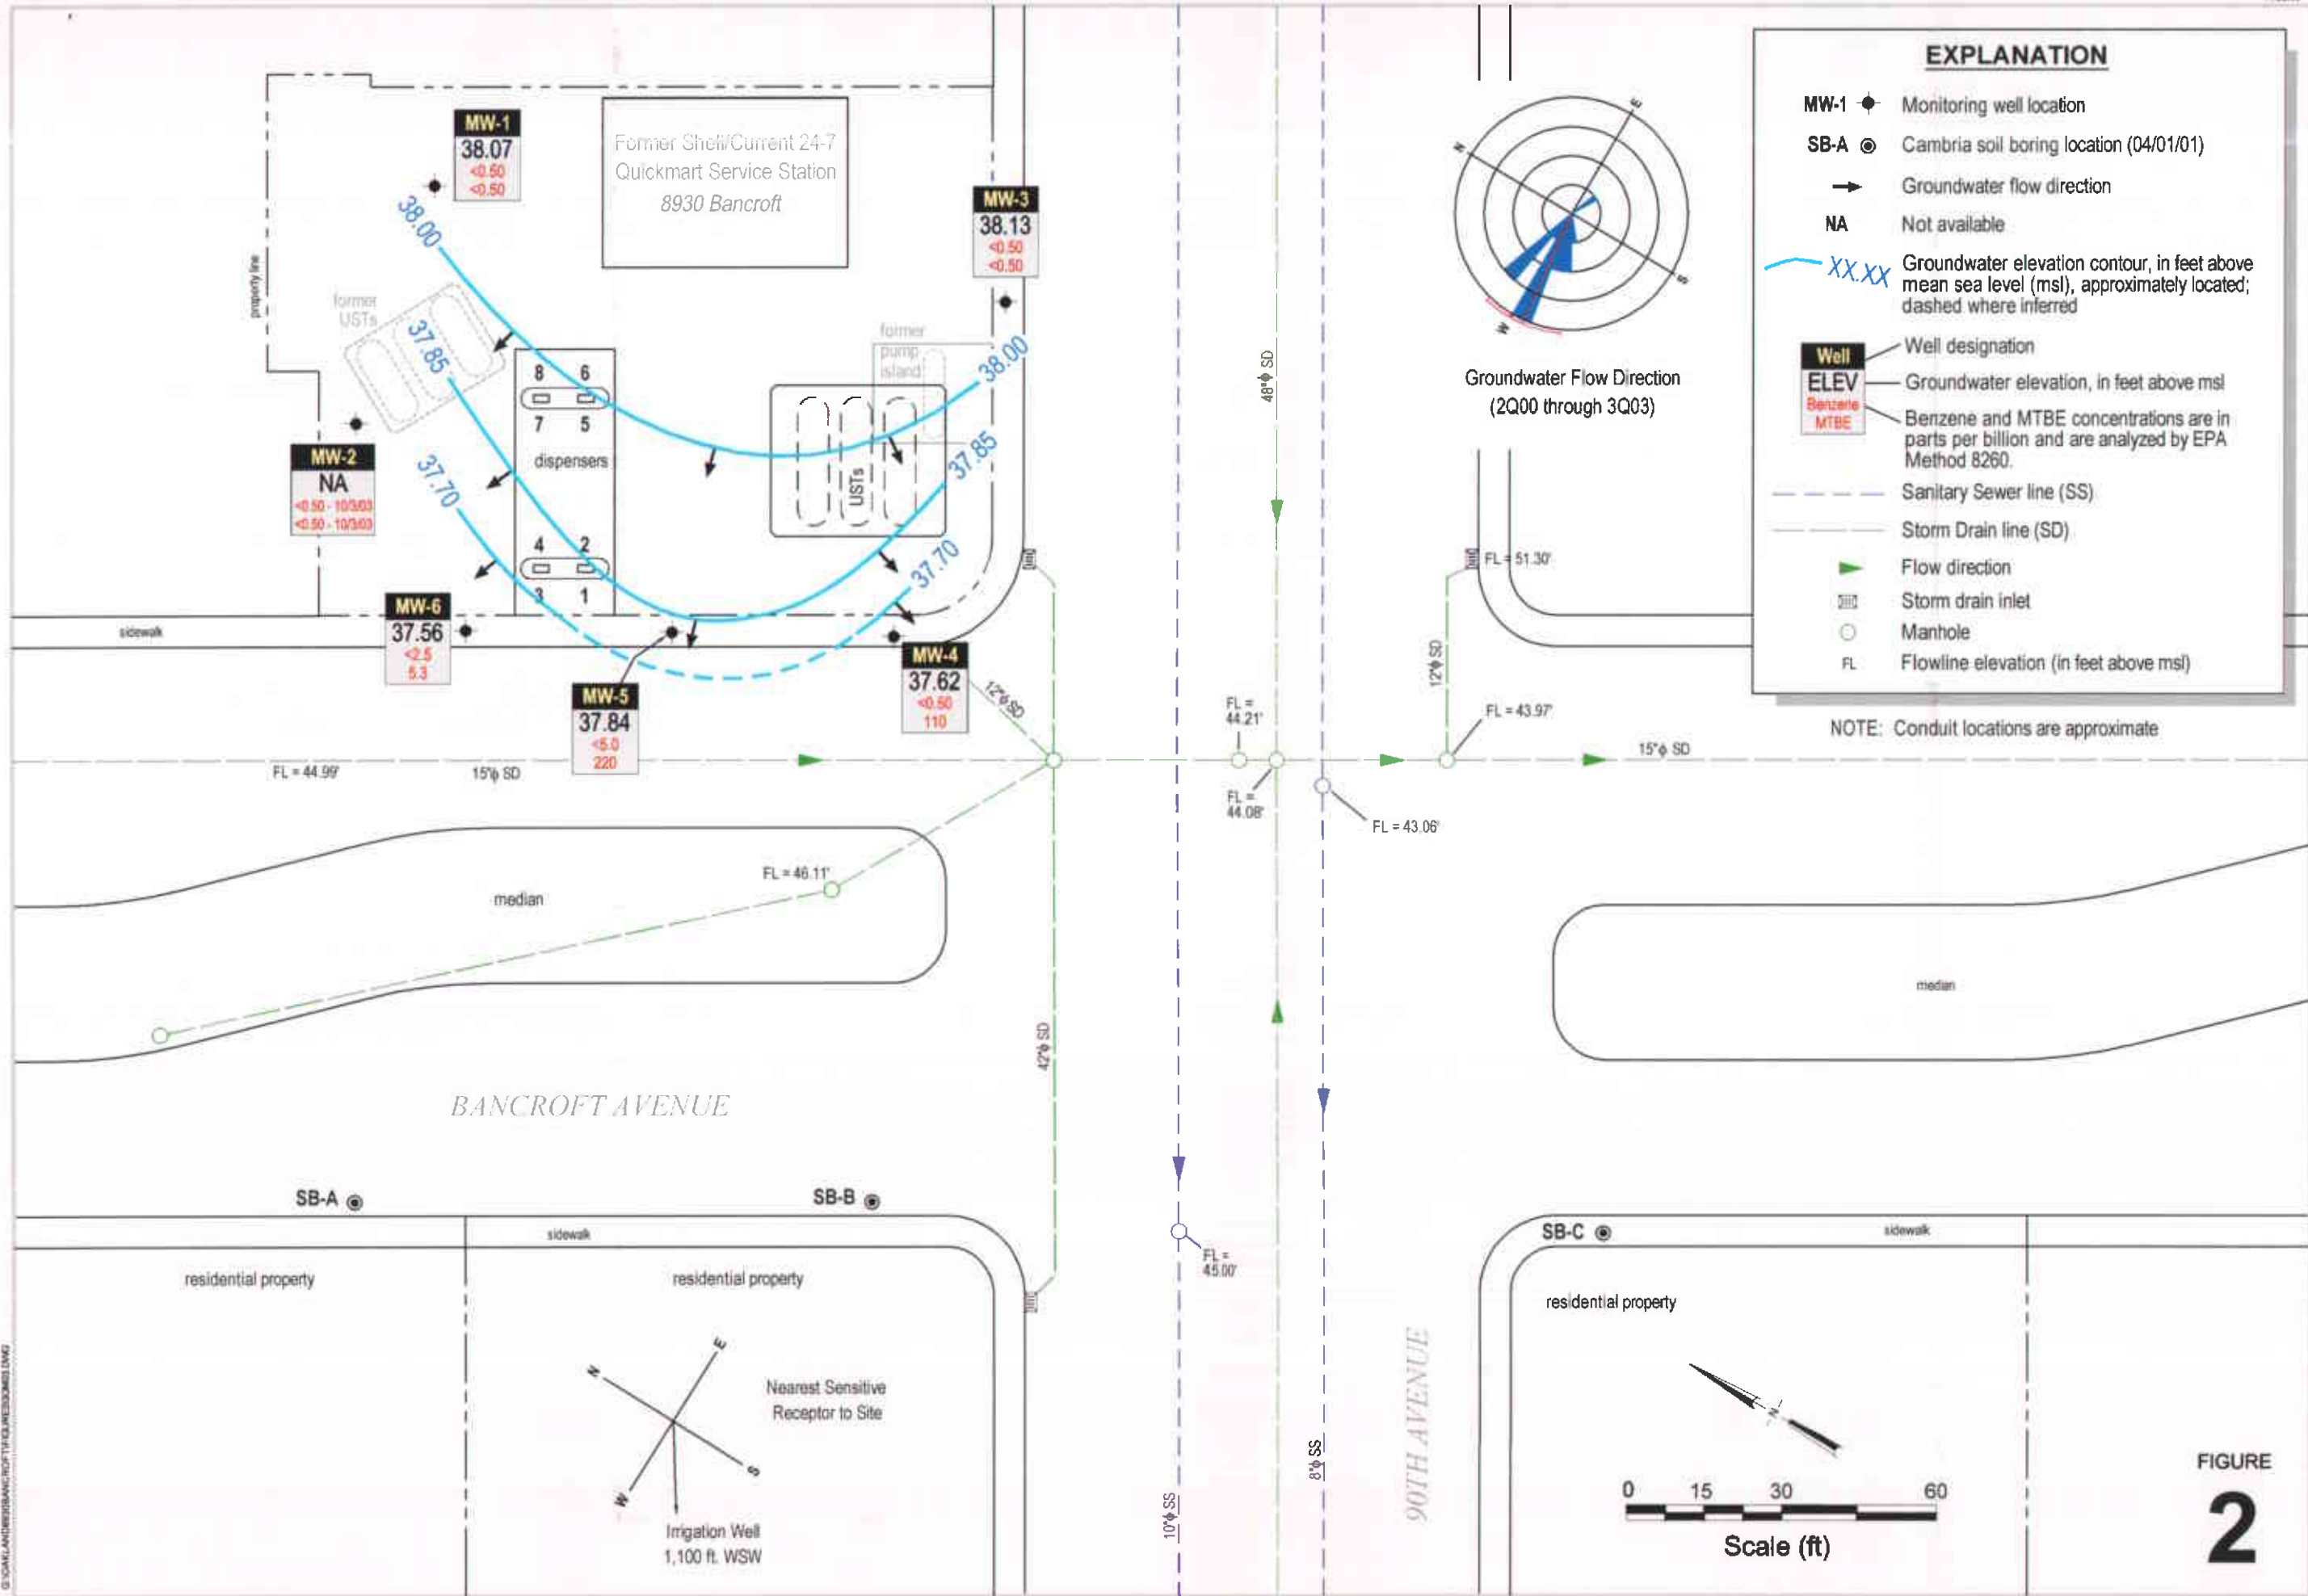 EXPLANATION
MW-1 Monitoring well location
SB-A Cambria soil boring location (04/01/01)
Groundwater flow direction
NA Not available
XX.XX Groundwater elevation contour, in feet above
mean sea level (msl), approximately located;
dashed where inferred
Well
ELEV
Benzene
MTBE
Well designation
Groundwater elevation, in feet above msl
Benzene and MTBE concentrations are in
parts per billion and are analyzed by EPA
Method 8260.
Sanitary Sewer line (SS)
Storm Drain line (SD)
Flow direction
Storm drain inlet
Manhole
FL Flowline elevation (in feet above msl)
NOTE: Conduit locations are approximate
MW-1
38.07
<0.50
<0.50
Former Shell/Current 24-7
Quickmart Service Station
8930 Bancroft
MW-3
38.13
<0.50
<0.50
property line
former
USTs
38.00
37.85
37.70
8 6
7 5
dispensers
4 2
3 1
former
pump
island
USTs
38.00
37.85
37.70
MW-2
NA
<0.50 - 10/3/03
<0.50 - 10/3/03
MW-6
37.56
<2.5
5.3
MW-5
37.84
<5.0
220
MW-4
37.62
<0.50
110
sidewalk
N
E
S
W
Groundwater Flow Direction
(2Q00 through 3Q03)
48"ϕ SD
FL = 51.30'
12"ϕ SD
12"ϕ SD
FL =
44.21'
FL = 43.97'
15"ϕ SD
FL = 44.99'
15"ϕ SD
FL =
44.08'
FL = 43.06'
FL = 46.11'
median
median
42"ϕ SD
BANCROFT AVENUE
SB-A
SB-B
SB-C
sidewalk
sidewalk
FL =
45.00'
residential property
residential property
residential property
N
E
S
W
Nearest Sensitive
Receptor to Site
Irrigation Well
1,100 ft. WSW
10"ϕ SS
8"ϕ SS
90TH AVENUE
N
0 15 30 60
Scale (ft)
FIGURE
2